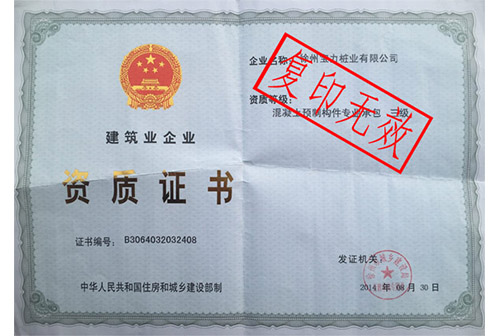 建筑业企业
资质证书
证书编号： B3064032032408
中华人民共和国住房和城乡建设部制
企业名称：徐州宝力桩业有限公司
复印无效
资质等级：
混凝土预制构件专业承包 三级
发证机关
2014 年 08 月 30 日